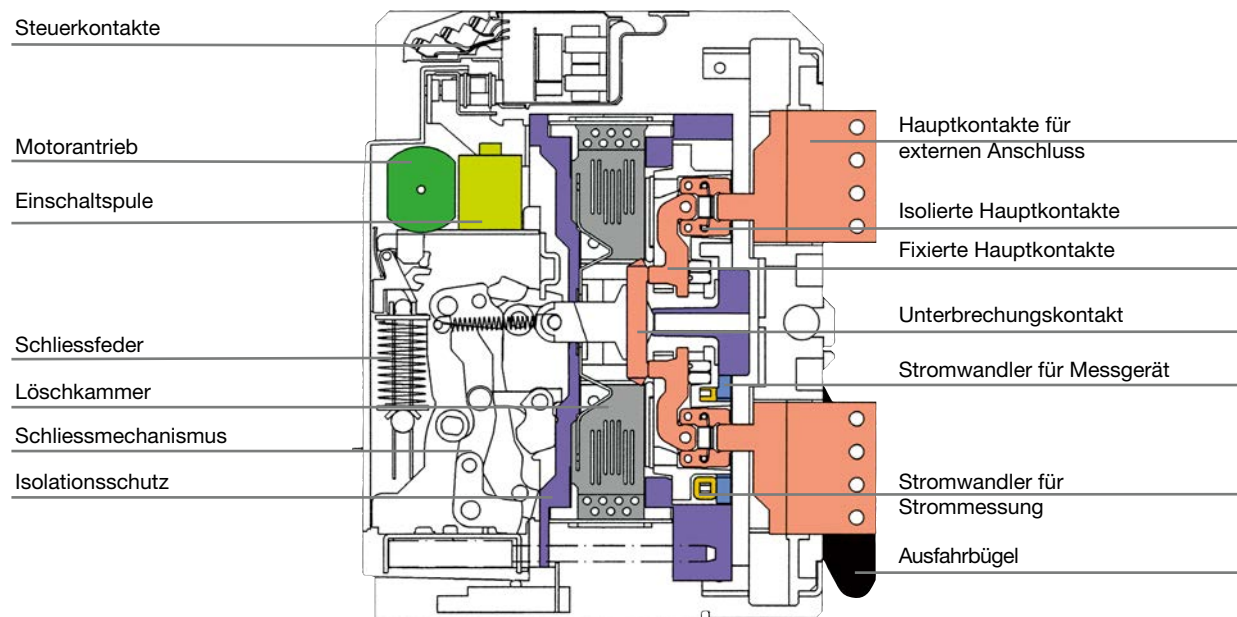 Steuerkontakte
Motorantrieb
Einschaltspule
Schliessfeder
Löschkammer
Schliessmechanismus
Isolationsschutz
Hauptkontakte für
externen Anschluss
Isolierte Hauptkontakte
Fixierte Hauptkontakte
Unterbrechungskontakt
Stromwandler für Messgerät
Stromwandler für
Strommessung
Ausfahrbügel